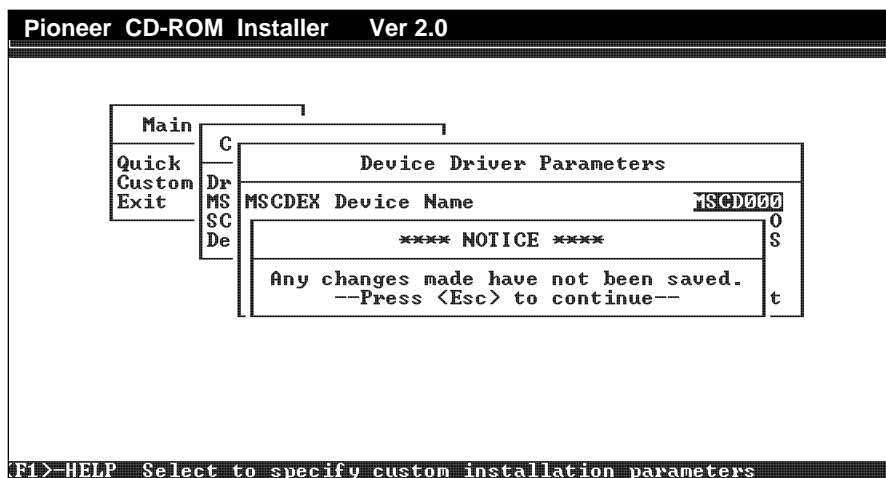 Pioneer CD-ROM Installer Ver 2.0
Main
Quick
Custom
Exit
C
Dr
MS
SC
De
Device Driver Parameters
MSCDEX Device Name MSCD000
O
S
t
**** NOTICE ****
Any changes made have not been saved.
--Press <Esc> to continue--
<F1>-HELP Select to specify custom installation parameters